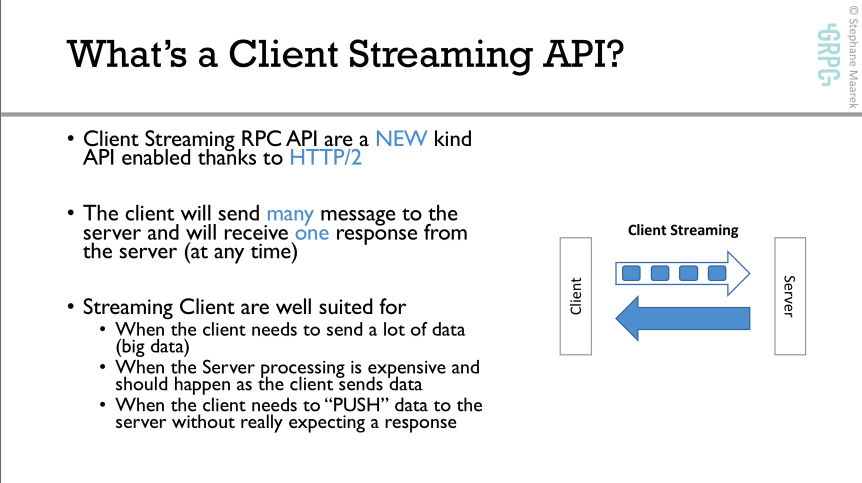 What's a Client Streaming API?
GRPC
© Stephane Maarek
• Client Streaming RPC API are a NEW kind
API enabled thanks to HTTP/2
• The client will send many message to the
server and will receive one response from
the server (at any time)
• Streaming Client are well suited for
• When the client needs to send a lot of data
(big data)
• When the Server processing is expensive and
should happen as the client sends data
• When the client needs to “PUSH” data to the
server without really expecting a response
Client Streaming
Client
Server